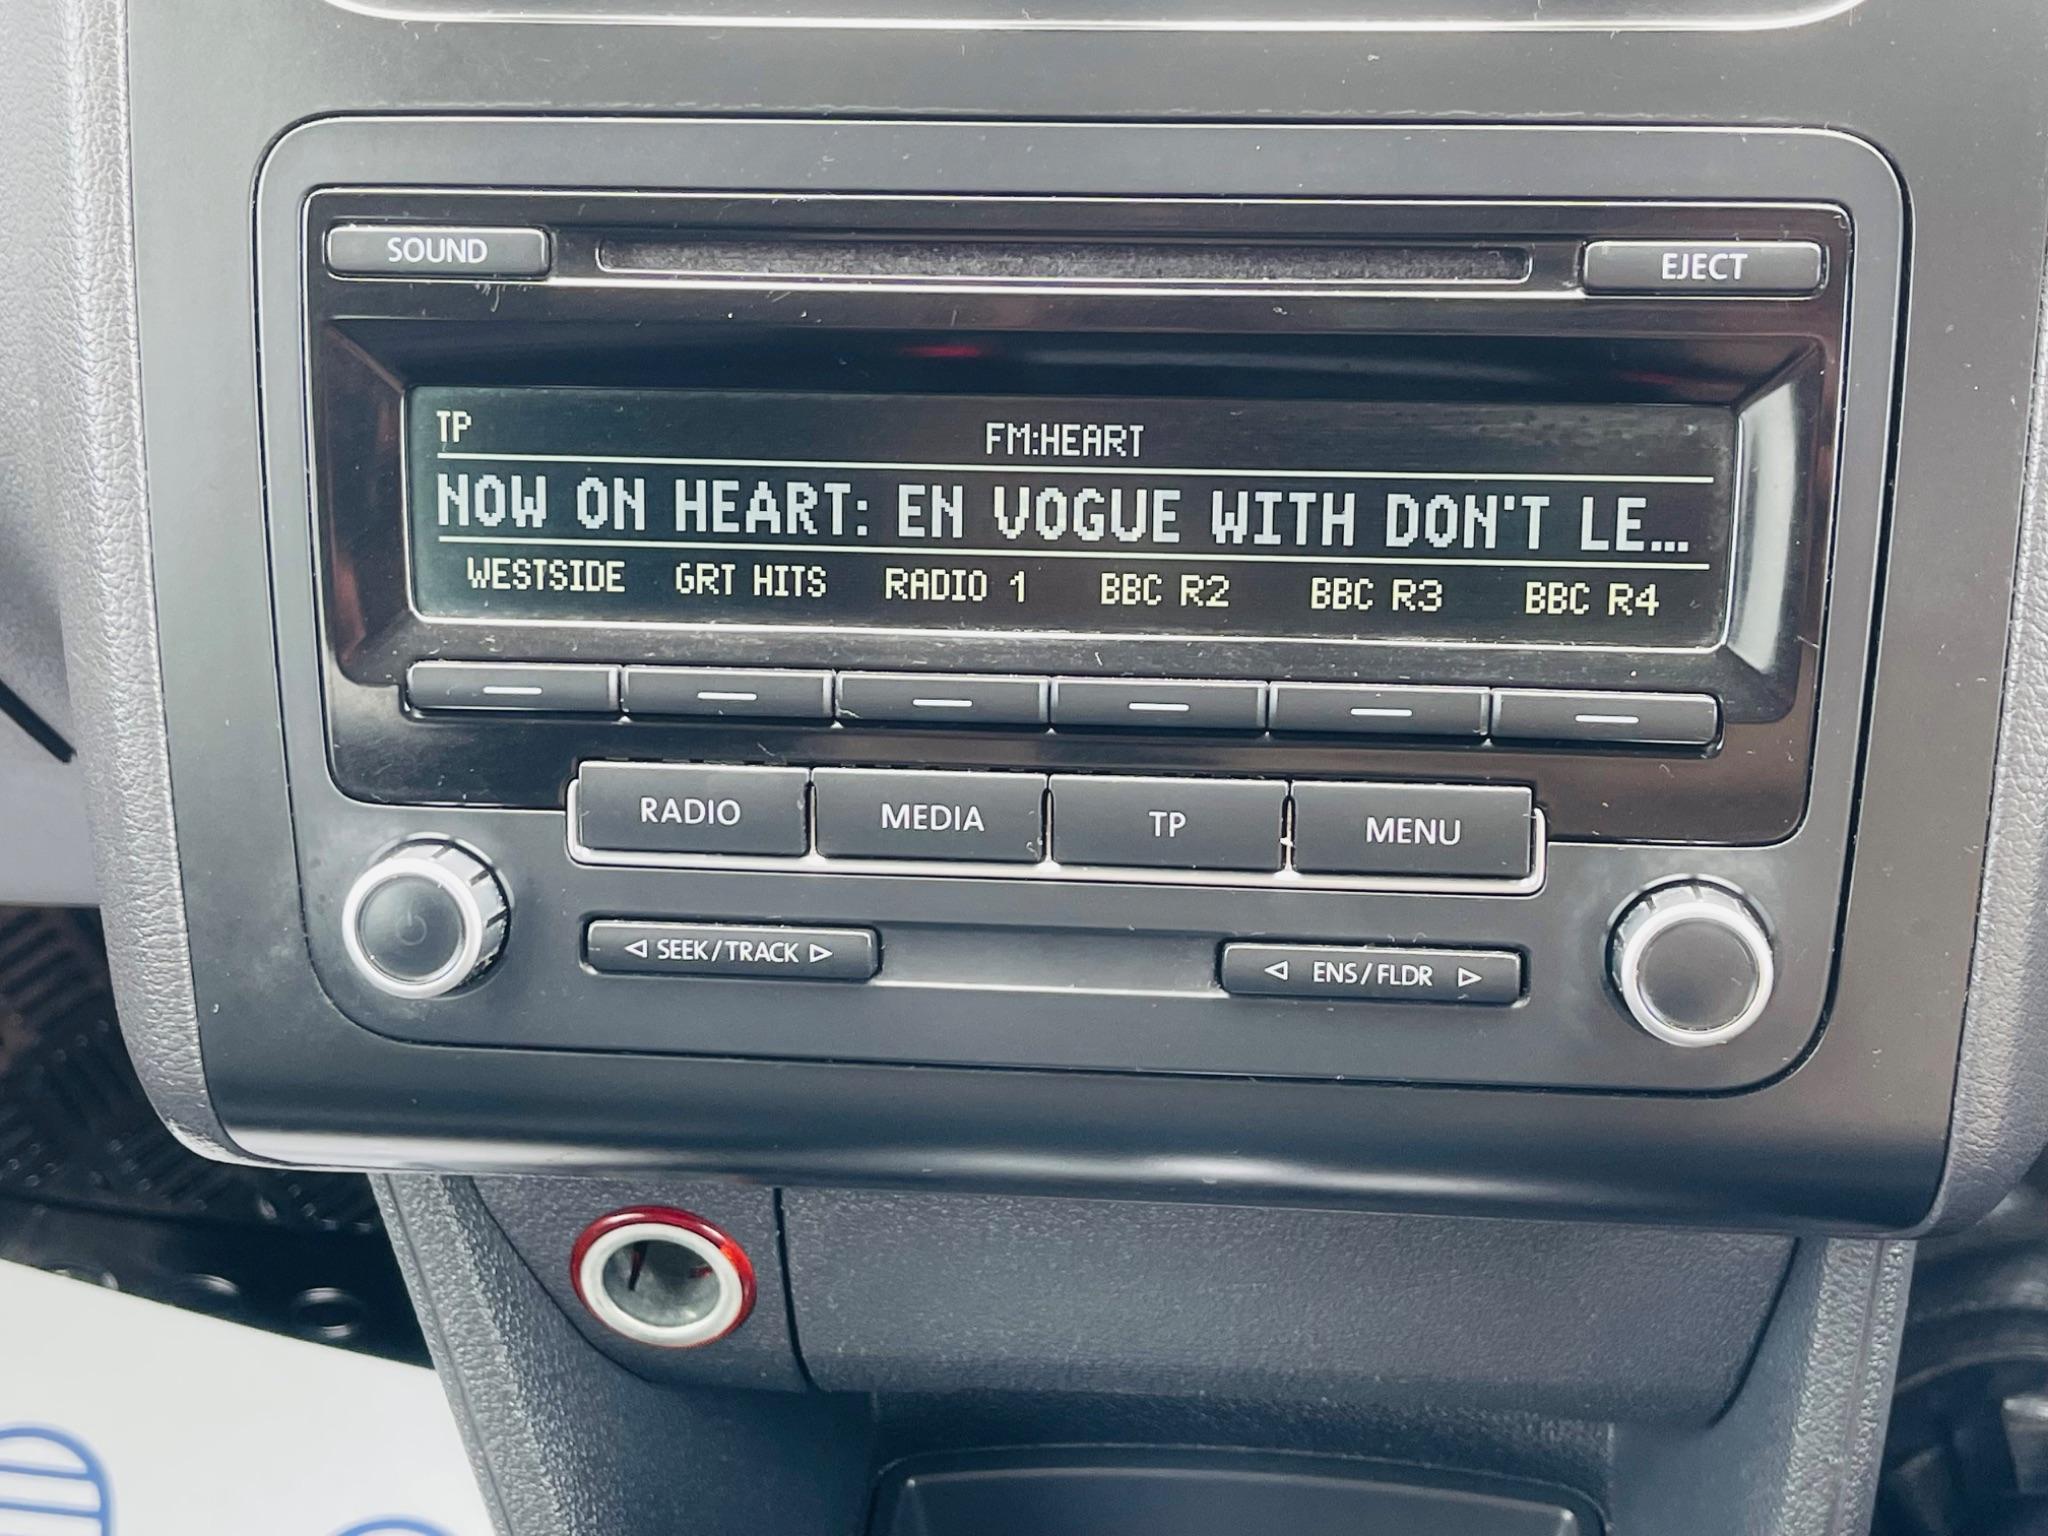 SOUND
EJECT
TP
FM:HEART
NOW ON HEART: EN VOGUE WITH DON'T LE...
WESTSIDE GRT HITS RADIO 1 BBC R2 BBC R3 BBC R4
RADIO MEDIA TP MENU
SEEK/TRACK
ENS/FLDR